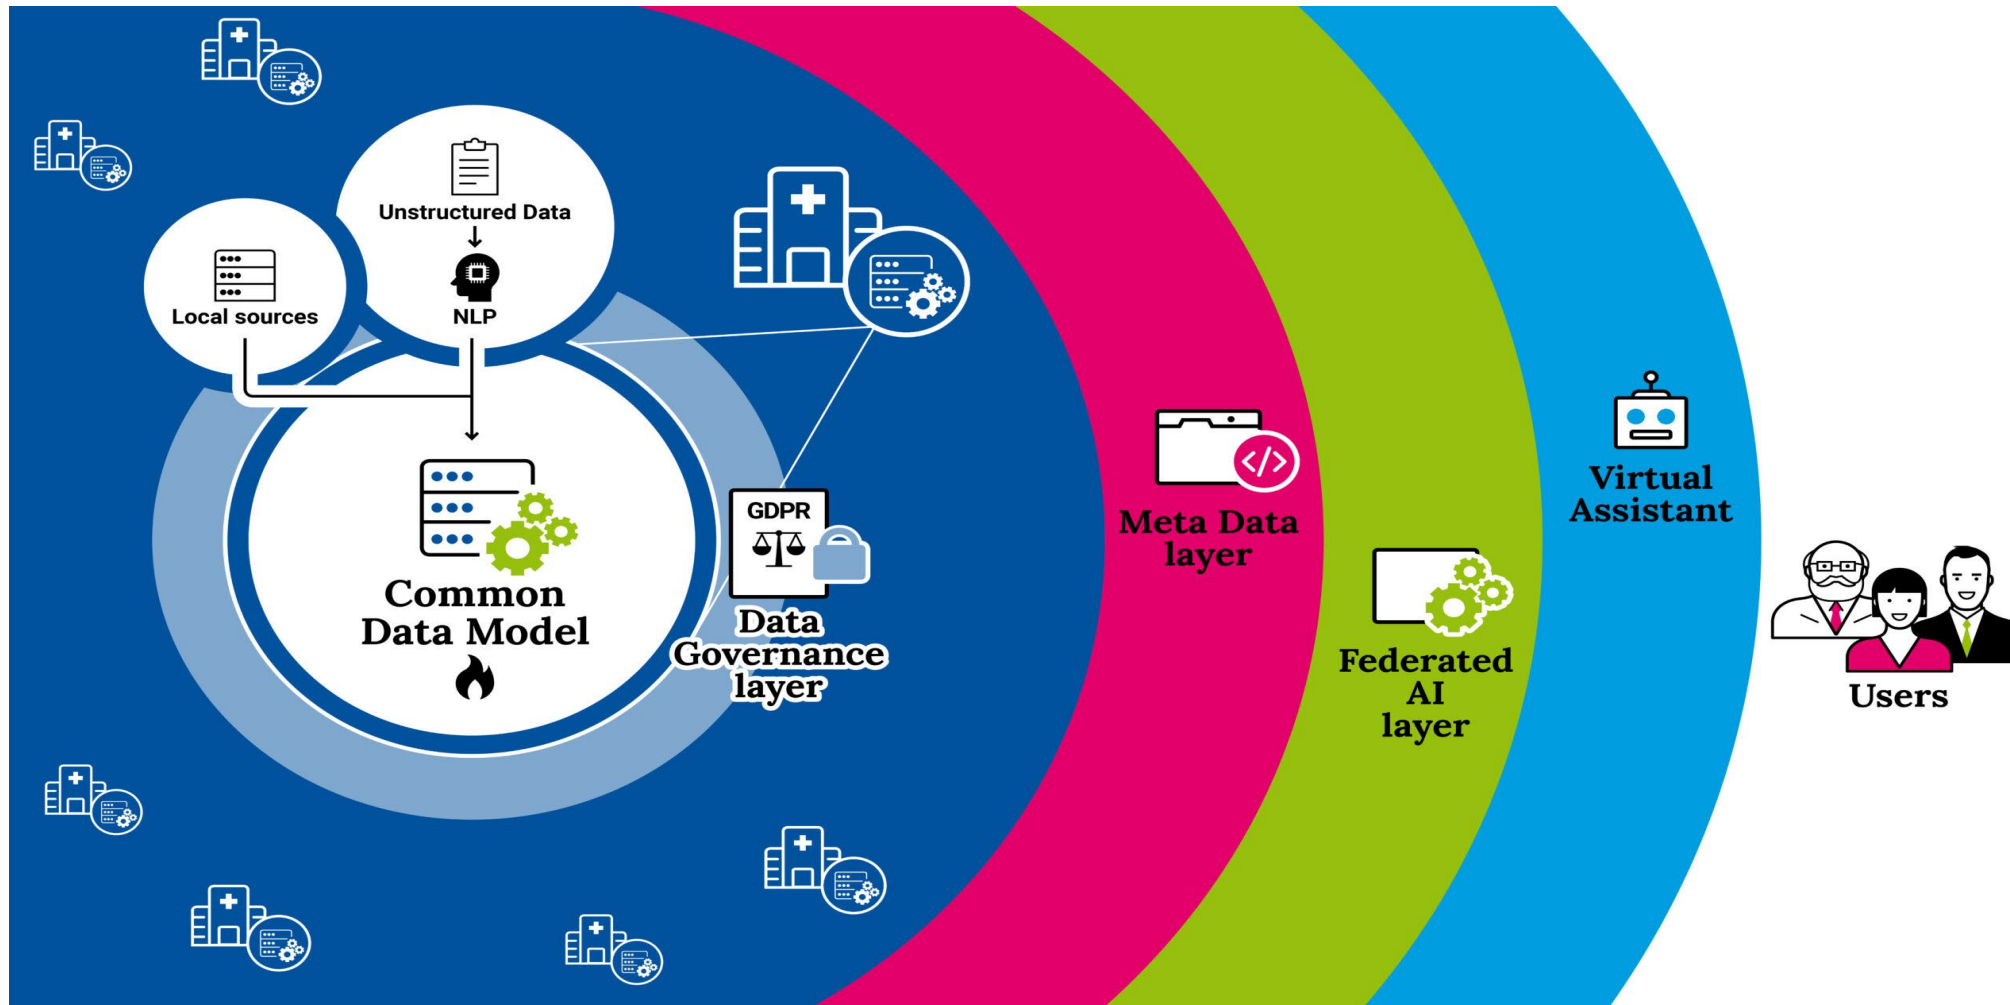 Unstructured Data
NLP
Local sources
Common
Data Model
GDPR
Data
Governance
layer
Meta Data
layer
</>
Federated
AI
layer
Virtual
Assistant
Users